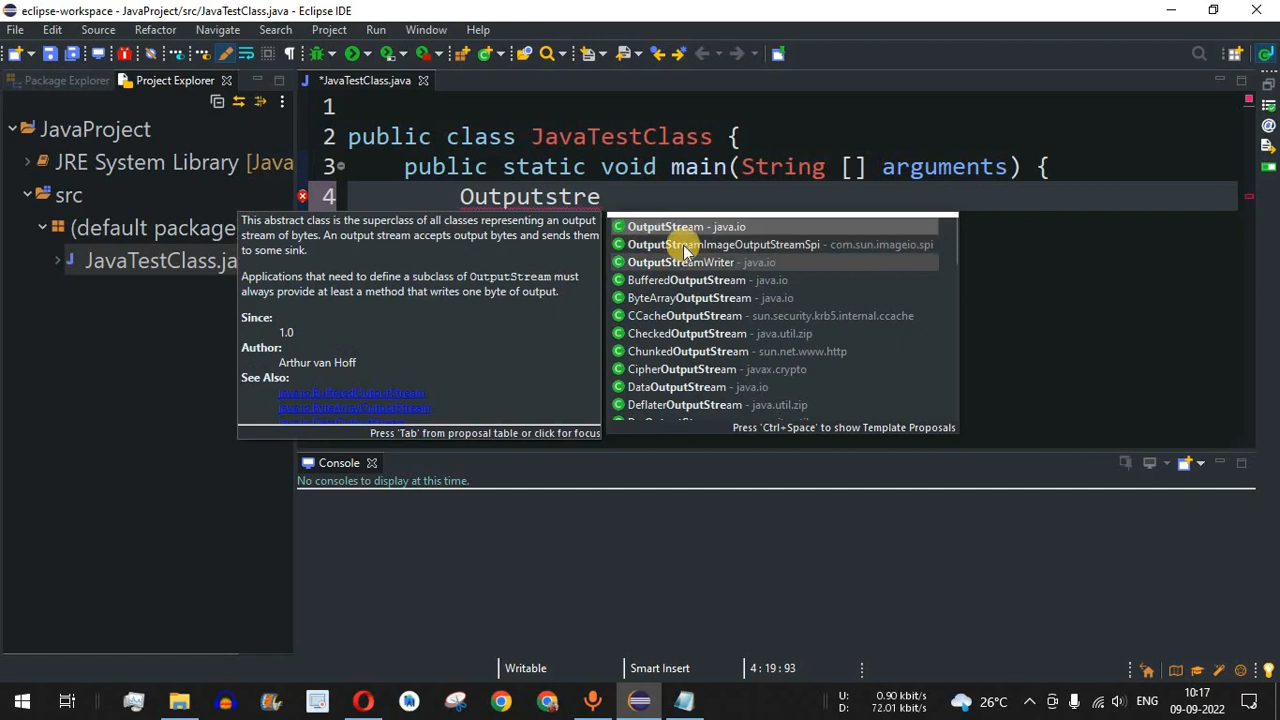 eclipse-workspace - JavaProject/src/JavaTestClass.java - Eclipse IDE
File Edit Source Refactor Navigate Search Project Run Window Help
Package Explorer Project Explorer *JavaTestClass.java
JavaProject
JRE System Library [Java
src
(default package
JavaTestClass.ja
1
2 public class JavaTestClass {
3 public static void main(String [] arguments) {
4 Outputstre
This abstract class is the superclass of all classes representing an output
stream of bytes. An output stream accepts output bytes and sends them
to some sink.
Applications that need to define a subclass of OutputStream must
always provide at least a method that writes one byte of output.
Since:
1.0
Author:
Arthur van Hoff
See Also:
java.io.BufferedOutputStream
java.io.ByteArrayOutputStream
Press 'Tab' from proposal table or click for focus
OutputStream - java.io
OutputStreamImageOutputStreamSpi - com.sun.imageio.spi
OutputStreamWriter - java.io
BufferedOutputStream - java.io
ByteArrayOutputStream - java.io
CCacheOutputStream - sun.security.krb5.internal.ccache
CheckedOutputStream - java.util.zip
ChunkedOutputStream - sun.net.www.http
CipherOutputStream - javax.crypto
DataOutputStream - java.io
DeflaterOutputStream - java.util.zip
Press 'Ctrl+Space' to show Template Proposals
Console
No consoles to display at this time.
Writable Smart Insert 4 : 19 : 93
U: 0.90 kbit/s
D: 72.01 kbit/s
26°C
ENG
10:17
09-09-2022